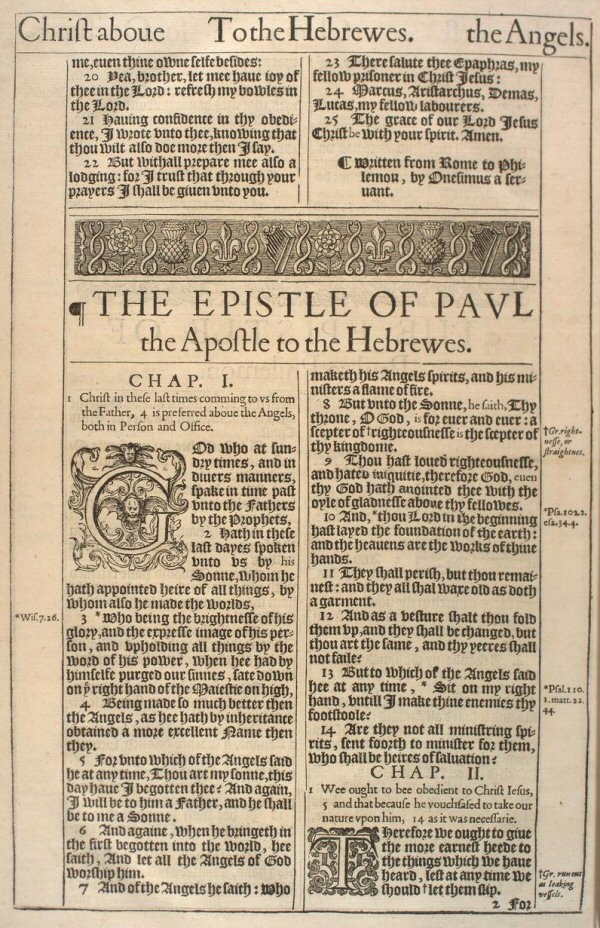 Christ aboue To the Hebrewes. the Angels.
me, euen thine owne selfe besides:
20 Yea, brother, let mee haue ioy of
thee in the Lord: refresh my bowles in
the Lord.
21 Hauing confidence in thy obedi-
ence, I wrote vnto thee, knowing that
thou wilt also doe more then I say.
22 But withall prepare mee also a
lodging: for I trust that through your
prayers I shall be giuen vnto you.
23 There salute thee Epaphras, my
fellow prisoner in Christ Iesus:
24 Marcus, Aristarchus, Demas,
Lucas, my fellow labourers.
25 The grace of our Lord Iesus
Christ be with your spirit. Amen.
¶ Written from Rome to Phi-
lemon, by Onesimus a ser-
uant.
¶ THE EPISTLE OF PAVL
the Apostle to the Hebrewes.
CHAP. I.
1 Christ in these last times comming to vs from
the Father, 4 is preferred aboue the Angels,
both in Person and Office.
GOd who at sun-
dry times, and in
diuers manners,
spake in time past
vnto the Fathers
by the Prophets,
2 Hath in these
last dayes spoken
vnto vs by his
Sonne, whom he
hath appointed heire of all things, by
whom also he made the worlds,
*Wis. 7.26.
3 *Who being the brightnesse of his
glory, and the expresse image of his per-
son, and vpholding all things by the
word of his power, when hee had by
himselfe purged our sinnes, sate down
on yͤ right hand of the Maiestie on high,
4 Being made so much better then
the Angels, as hee hath by inheritance
obtained a more excellent Name then
they.
5 For vnto which of the Angels said
he at any time, Thou art my sonne, this
day haue I begotten thee? And again,
I will be to him a Father, and he shall
be to me a Sonne.
6 And againe, when he bringeth in
the first begotten into the world, hee
saith, And let all the Angels of God
worship him.
7 And of the Angels he saith: Who
maketh his Angels spirits, and his mi-
nisters a flame of fire.
8 But vnto the Sonne, he saith, Thy
throne, O God, is for euer and euer: a
scepter of †righteousnesse is the scepter of
thy kingdome.
†Gr. right-
nesse, or
straightnes.
9 Thou hast loued righteousnesse,
and hated iniquitie, therefore God, euen
thy God hath anointed thee with the
oyle of gladnesse aboue thy fellowes.
*Psa. 102.2.
esa. 34.4.
10 And, *thou Lord in the beginning
hast layed the foundation of the earth:
and the heauens are the works of thine
hands.
11 They shall perish, but thou remai-
nest: and they all shal waxe old as doth
a garment.
12 And as a vesture shalt thou fold
them vp, and they shall be changed, but
thou art the same, and thy yeeres shall
not faile.
13 But to which of the Angels said
hee at any time, * Sit on my right
hand, vntill I make thine enemies thy
footstoole?
*Psal. 110.
1. matt. 22.
44.
14 Are they not all ministring spi-
rits, sent foorth to minister for them,
who shall be heires of saluation?
CHAP. II.
1 Wee ought to bee obedient to Christ Iesus,
5 and that because he vouchsafed to take our
nature vpon him, 14 as it was necessarie.
THerefore we ought to giue
the more earnest heede to
the things which we haue
heard, lest at any time we
should †let them slip.
†Gr. run out
as leaking
vessels.
2 For